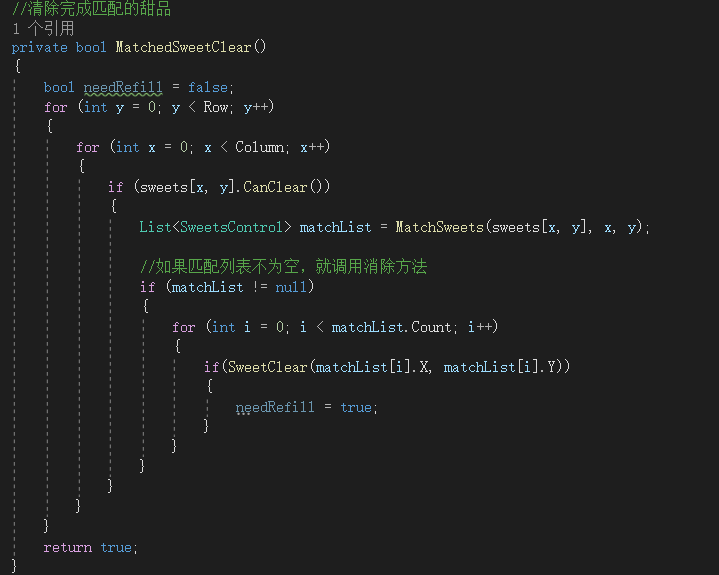 //清除完成匹配的甜品
1 个引用
private bool MatchedSweetClear()
{
bool needRefill = false;
for (int y = 0; y < Row; y++)
{
for (int x = 0; x < Column; x++)
{
if (sweets[x, y].CanClear())
{
List<SweetsControl> matchList = MatchSweets(sweets[x, y], x, y);
//如果匹配列表不为空，就调用消除方法
if (matchList != null)
{
for (int i = 0; i < matchList.Count; i++)
{
if(SweetClear(matchList[i].X, matchList[i].Y))
{
needRefill = true;
}
}
}
}
}
}
return true;
}